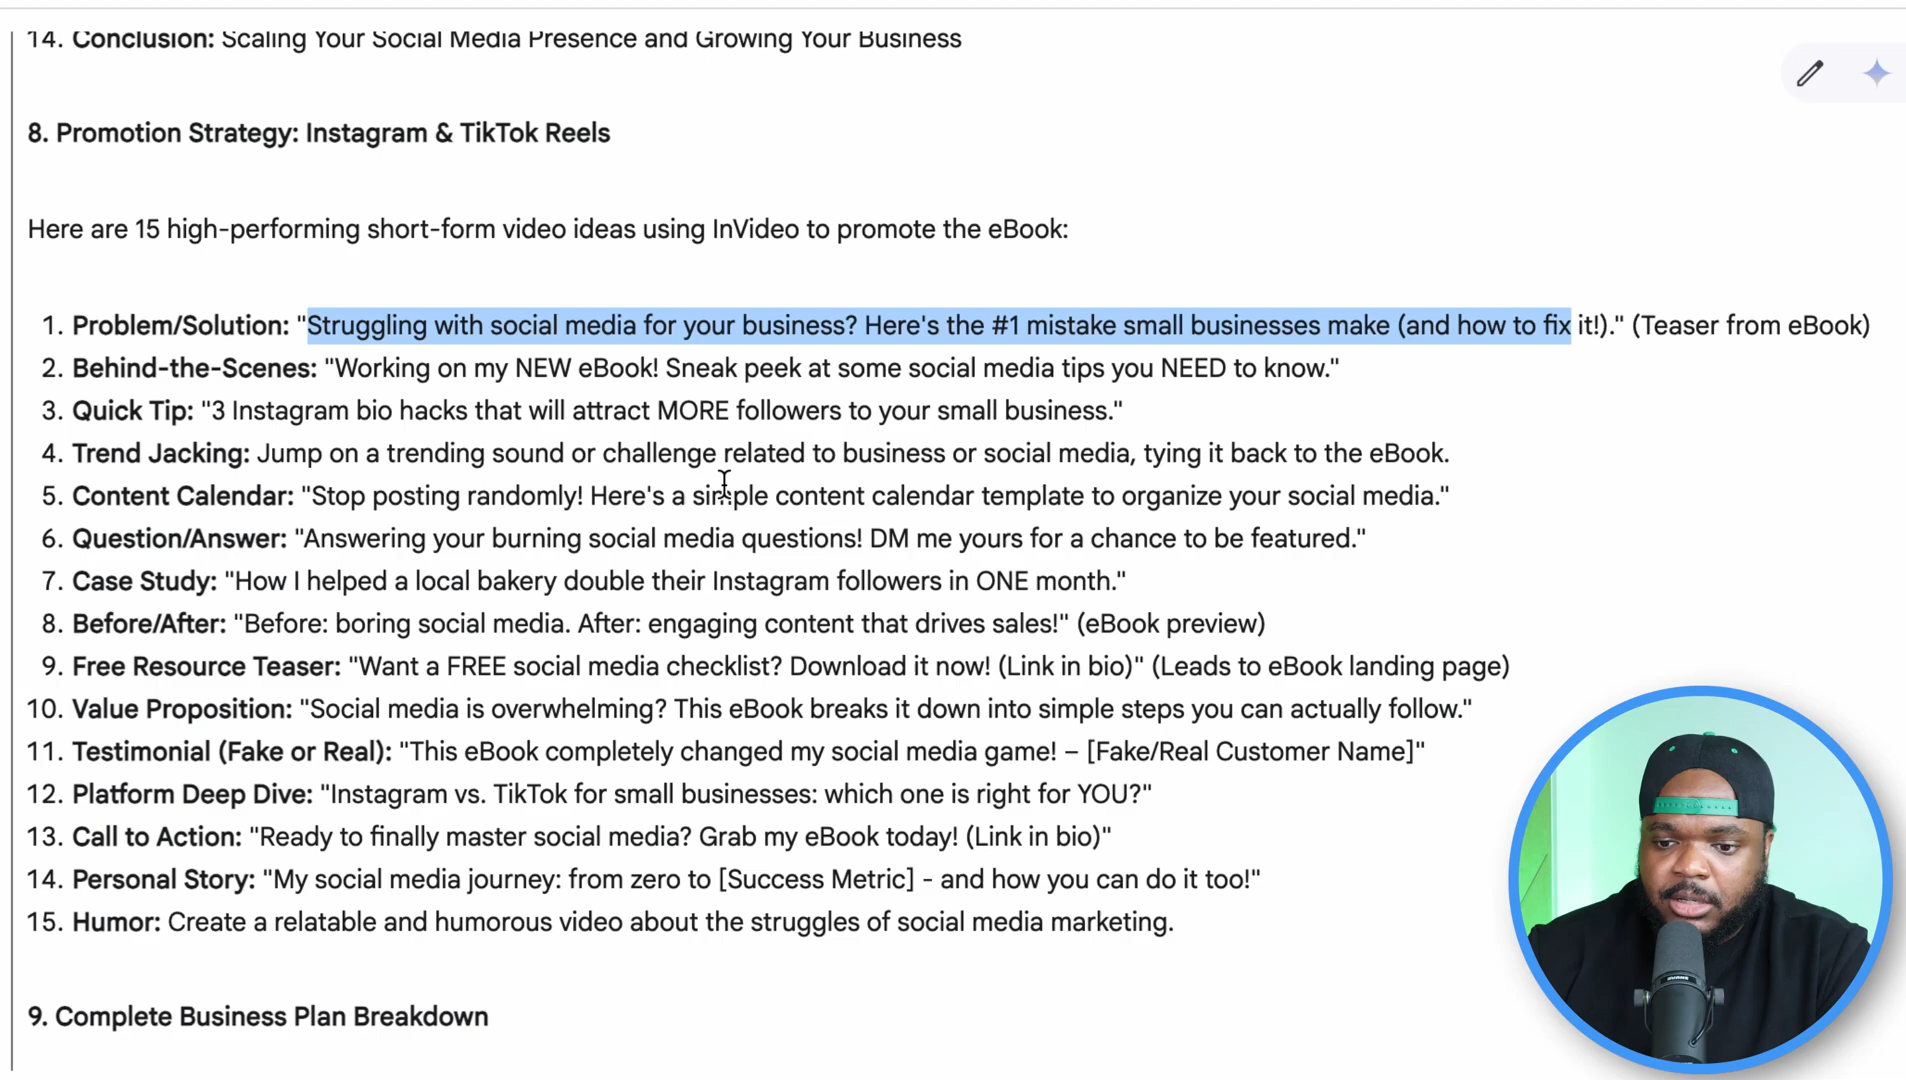 14. Conclusion: Scaling Your Social Media Presence and Growing Your Business
8. Promotion Strategy: Instagram & TikTok Reels
Here are 15 high-performing short-form video ideas using InVideo to promote the eBook:
1. Problem/Solution: "Struggling with social media for your business? Here's the #1 mistake small businesses make (and how to fix it!)." (Teaser from eBook)
2. Behind-the-Scenes: "Working on my NEW eBook! Sneak peek at some social media tips you NEED to know."
3. Quick Tip: "3 Instagram bio hacks that will attract MORE followers to your small business."
4. Trend Jacking: Jump on a trending sound or challenge related to business or social media, tying it back to the eBook.
5. Content Calendar: "Stop posting randomly! Here's a simple content calendar template to organize your social media."
6. Question/Answer: "Answering your burning social media questions! DM me yours for a chance to be featured."
7. Case Study: "How I helped a local bakery double their Instagram followers in ONE month."
8. Before/After: "Before: boring social media. After: engaging content that drives sales!" (eBook preview)
9. Free Resource Teaser: "Want a FREE social media checklist? Download it now! (Link in bio)" (Leads to eBook landing page)
10. Value Proposition: "Social media is overwhelming? This eBook breaks it down into simple steps you can actually follow."
11. Testimonial (Fake or Real): "This eBook completely changed my social media game! – [Fake/Real Customer Name]"
12. Platform Deep Dive: "Instagram vs. TikTok for small businesses: which one is right for YOU?"
13. Call to Action: "Ready to finally master social media? Grab my eBook today! (Link in bio)"
14. Personal Story: "My social media journey: from zero to [Success Metric] - and how you can do it too!"
15. Humor: Create a relatable and humorous video about the struggles of social media marketing.
9. Complete Business Plan Breakdown